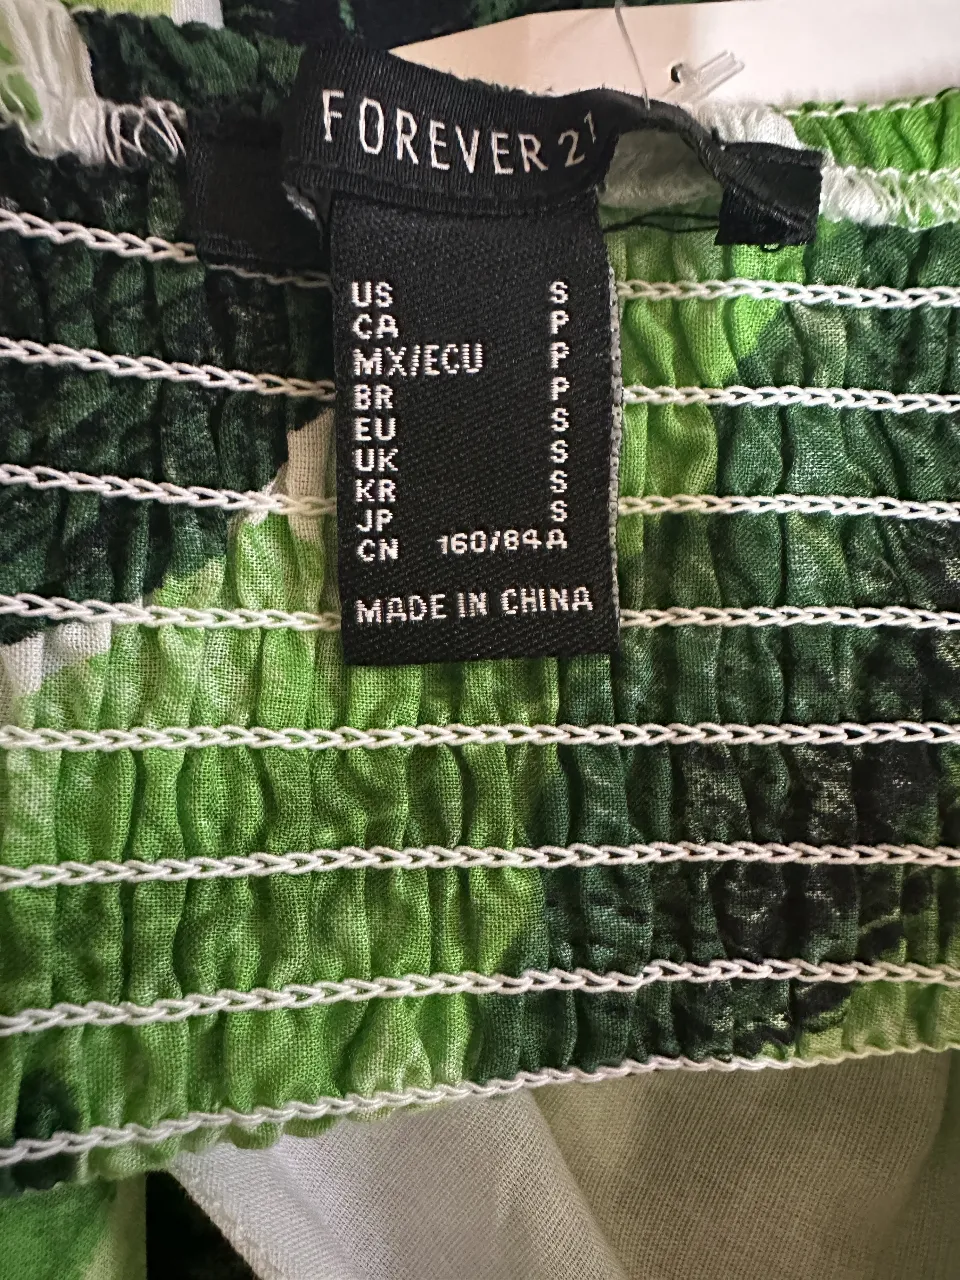 FOREVER 21
US S
CA P
MX/ECU P
BR P
EU S
UK S
KR S
JP S
CN 160/84A
MADE IN CHINA